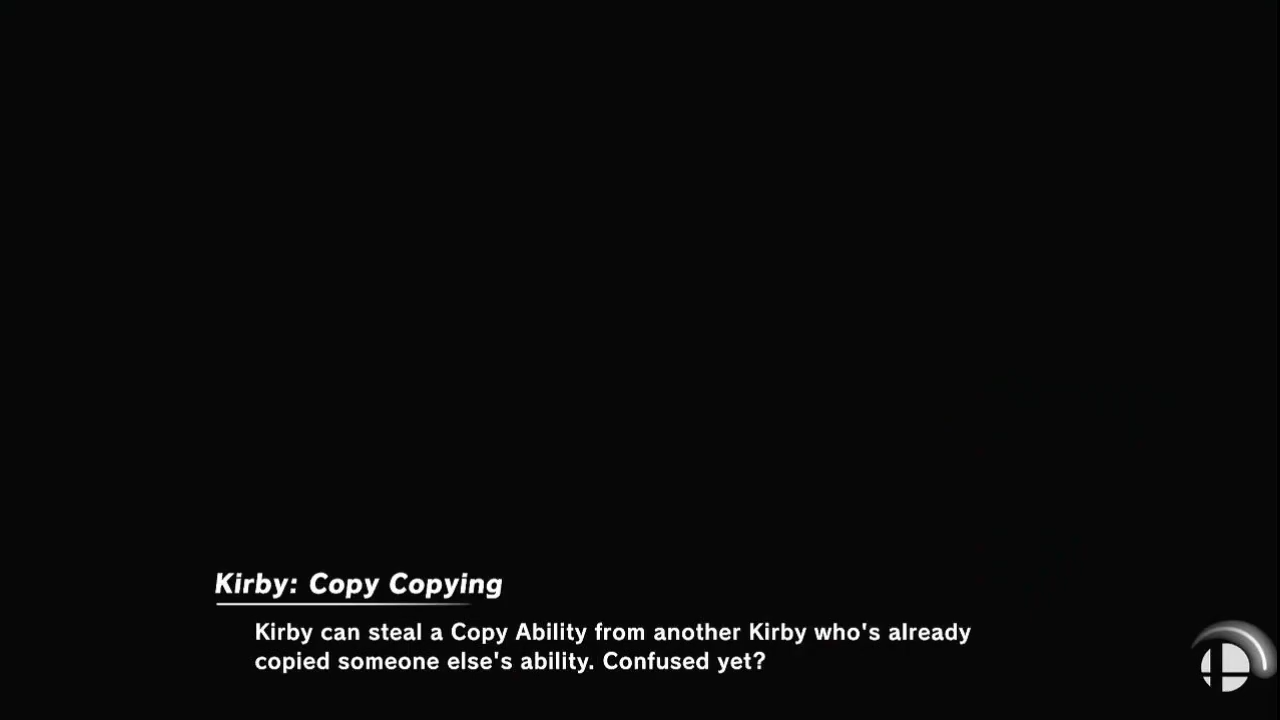 Kirby: Copy Copying
Kirby can steal a Copy Ability from another Kirby who's already
copied someone else's ability. Confused yet?